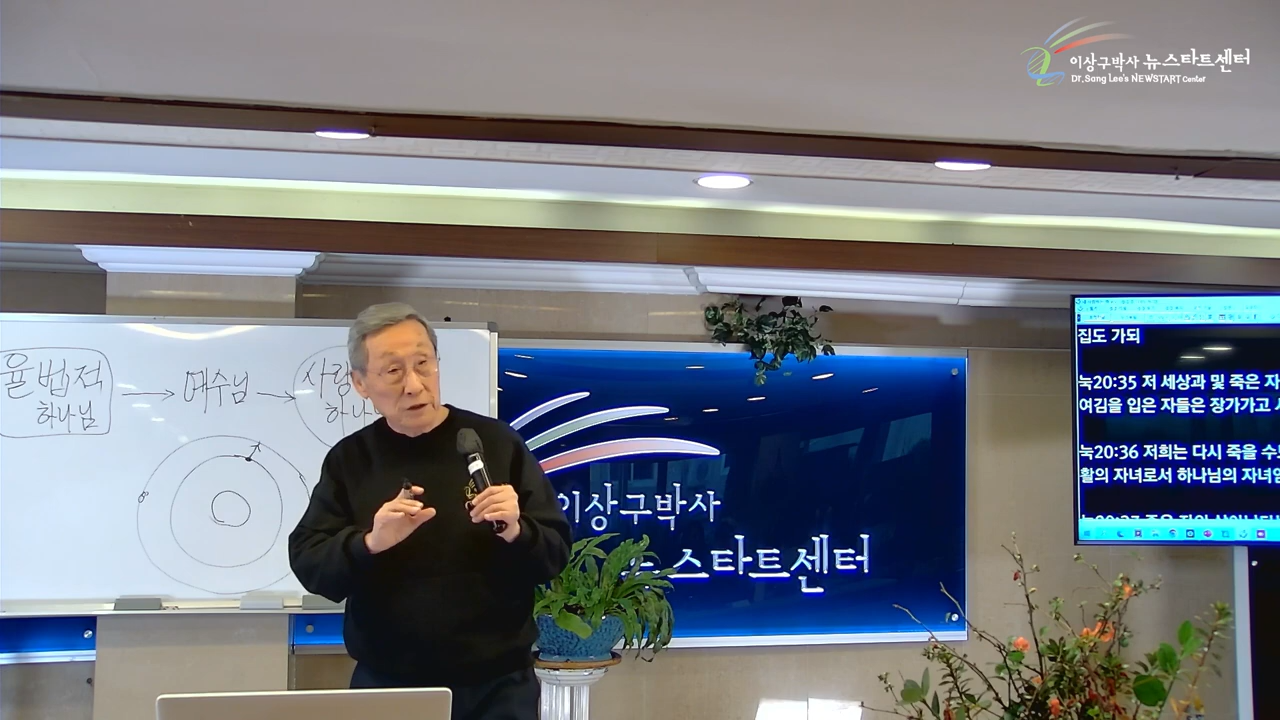 이상구박사 뉴스타트센터
Dr. Sang Lee's NEWSTART Center
율법적
하나님
예수님
사랑
하나
이상구박사
뉴스타트센터
집도 가되
눅20:35 저 세상과 및 죽은 자
여김을 입은 자들은 장가가고
눅20:36 저희는 다시 죽을 수
활의 자녀로서 하나님의 자녀임